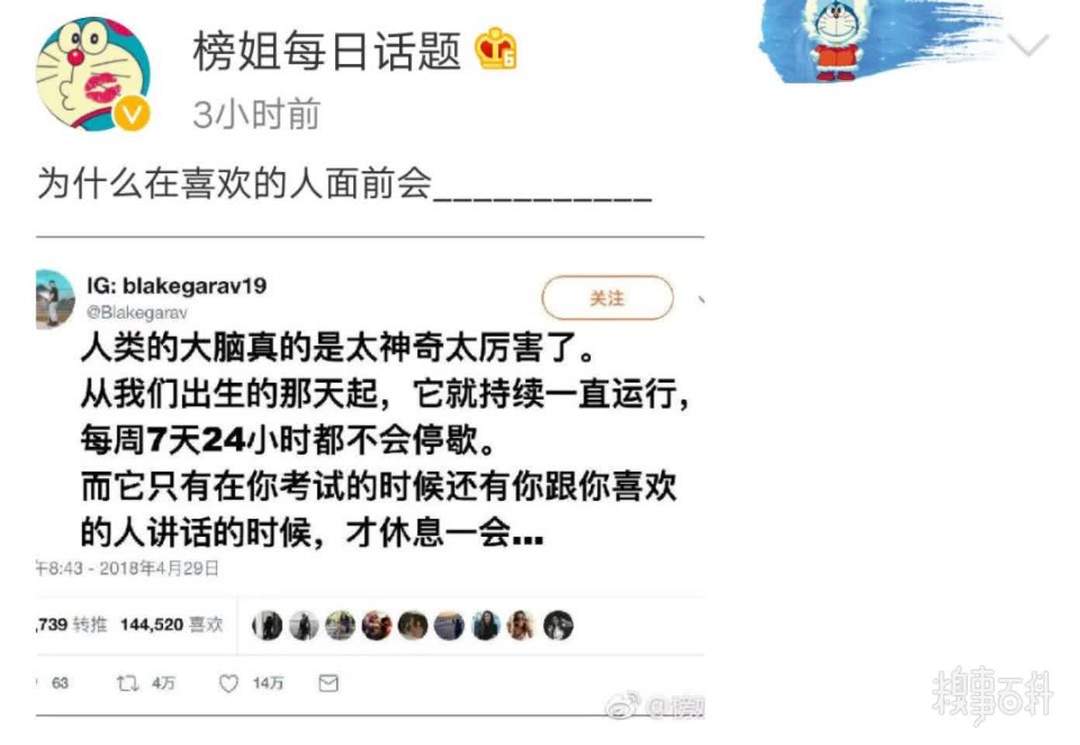 榜姐每日话题
3小时前
为什么在喜欢的人面前会___________
IG: blakegarav19
@Blakegarav
关注
人类的大脑真的是太神奇太厉害了。
从我们出生的那天起，它就持续一直运行，
每周7天24小时都不会停歇。
而它只有在你考试的时候还有你跟你喜欢
的人讲话的时候，才休息一会...
午8:43 - 2018年4月29日
,739 转推 144,520 喜欢
63 4万 14万
糗事百科